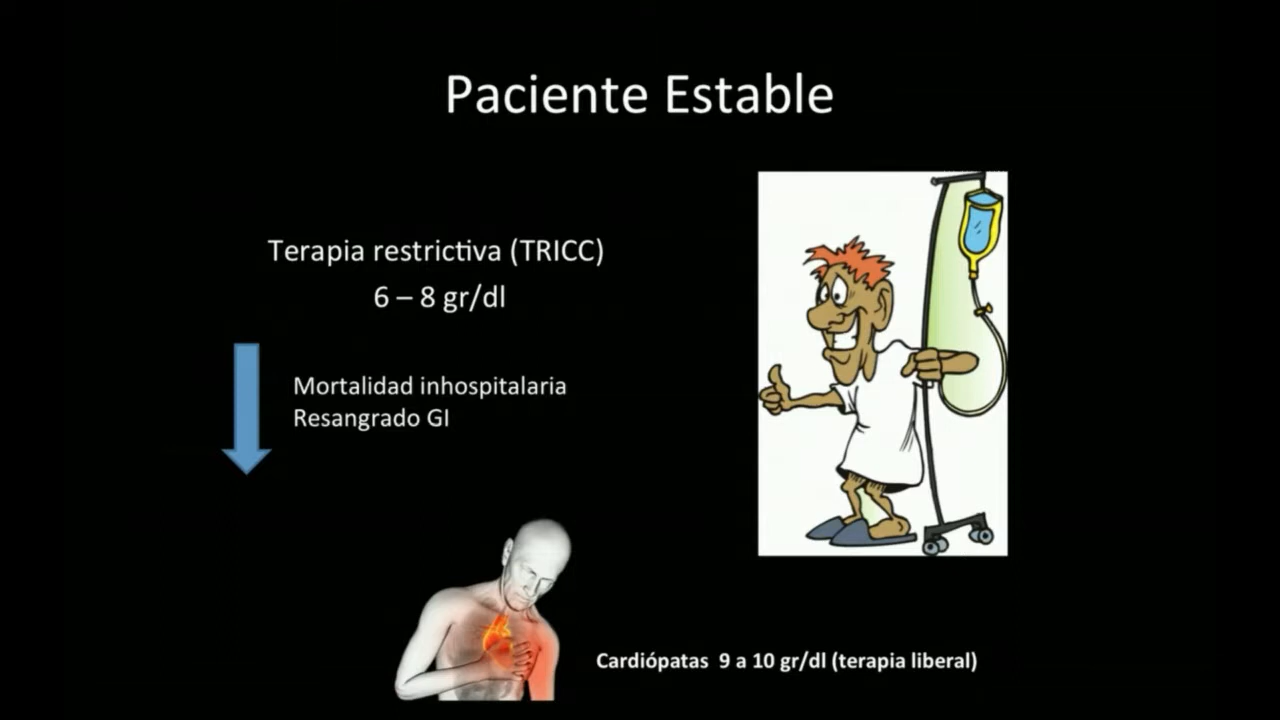 Paciente Estable
Terapia restrictiva (TRICC)
6 – 8 gr/dl
Mortalidad inhospitalaria
Resangrado GI
Cardiópatas 9 a 10 gr/dl (terapia liberal)